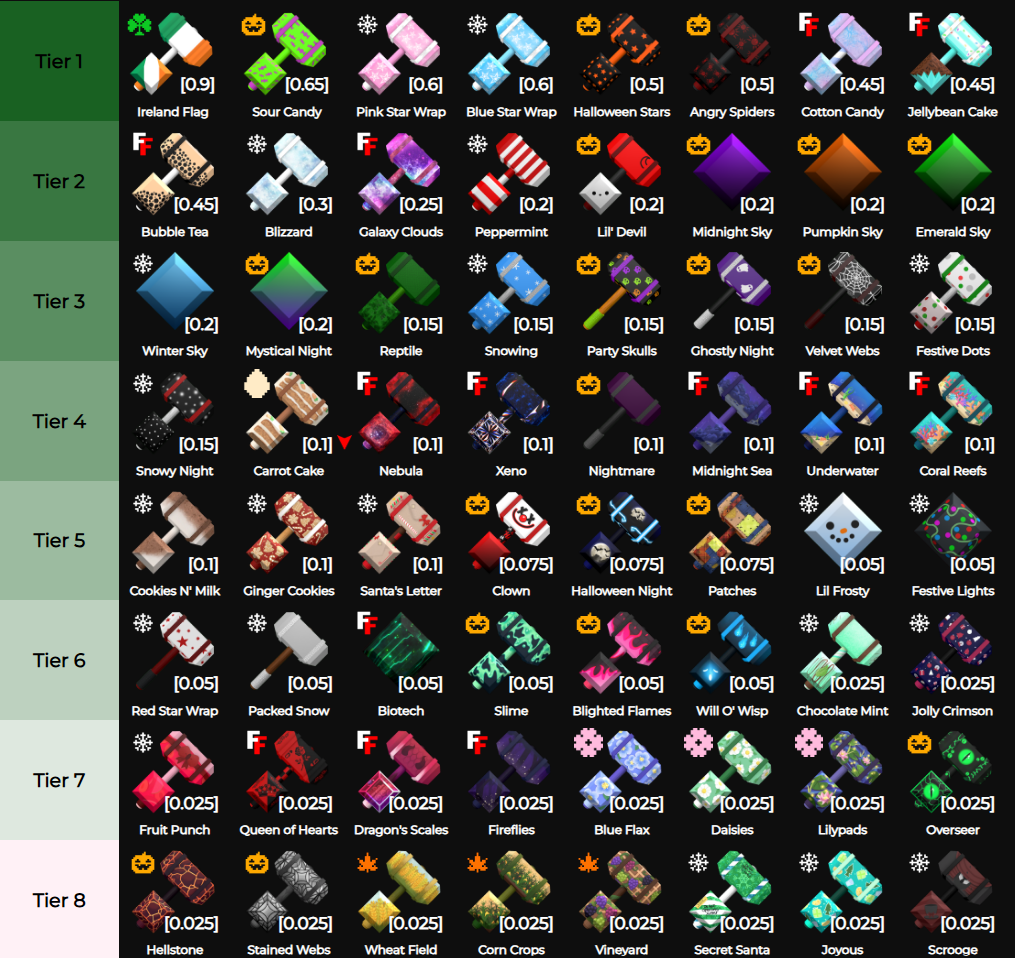 Tier 1
[0.9] [0.65] [0.6] [0.6] [0.5] [0.5] FF [0.45] FF [0.45]
Ireland Flag Sour Candy Pink Star Wrap Blue Star Wrap Halloween Stars Angry Spiders Cotton Candy Jellybean Cake
Tier 2
FF [0.45] [0.3] FF [0.25] [0.2] [0.2] [0.2] [0.2] [0.2]
Bubble Tea Blizzard Galaxy Clouds Peppermint Lil' Devil Midnight Sky Pumpkin Sky Emerald Sky
Tier 3
[0.2] [0.2] [0.15] [0.15] [0.15] [0.15] [0.15] [0.15]
Winter Sky Mystical Night Reptile Snowing Party Skulls Ghostly Night Velvet Webs Festive Dots
Tier 4
[0.15] [0.1] FF [0.1] FF [0.1] [0.1] FF [0.1] FF [0.1] FF [0.1]
Snowy Night Carrot Cake Nebula Xeno Nightmare Midnight Sea Underwater Coral Reefs
Tier 5
[0.1] [0.1] [0.1] [0.075] [0.075] [0.075] [0.05] [0.05]
Cookies N' Milk Ginger Cookies Santa's Letter Clown Halloween Night Patches Lil Frosty Festive Lights
Tier 6
[0.05] [0.05] FF [0.05] [0.05] [0.05] [0.05] [0.025] [0.025]
Red Star Wrap Packed Snow Biotech Slime Blighted Flames Will O' Wisp Chocolate Mint Jolly Crimson
Tier 7
[0.025] FF [0.025] FF [0.025] FF [0.025] [0.025] [0.025] [0.025] [0.025]
Fruit Punch Queen of Hearts Dragon's Scales Fireflies Blue Flax Daisies Lilypads Overseer
Tier 8
[0.025] [0.025] [0.025] [0.025] [0.025] [0.025] [0.025] [0.025]
Hellstone Stained Webs Wheat Field Corn Crops Vineyard Secret Santa Joyous Scrooge